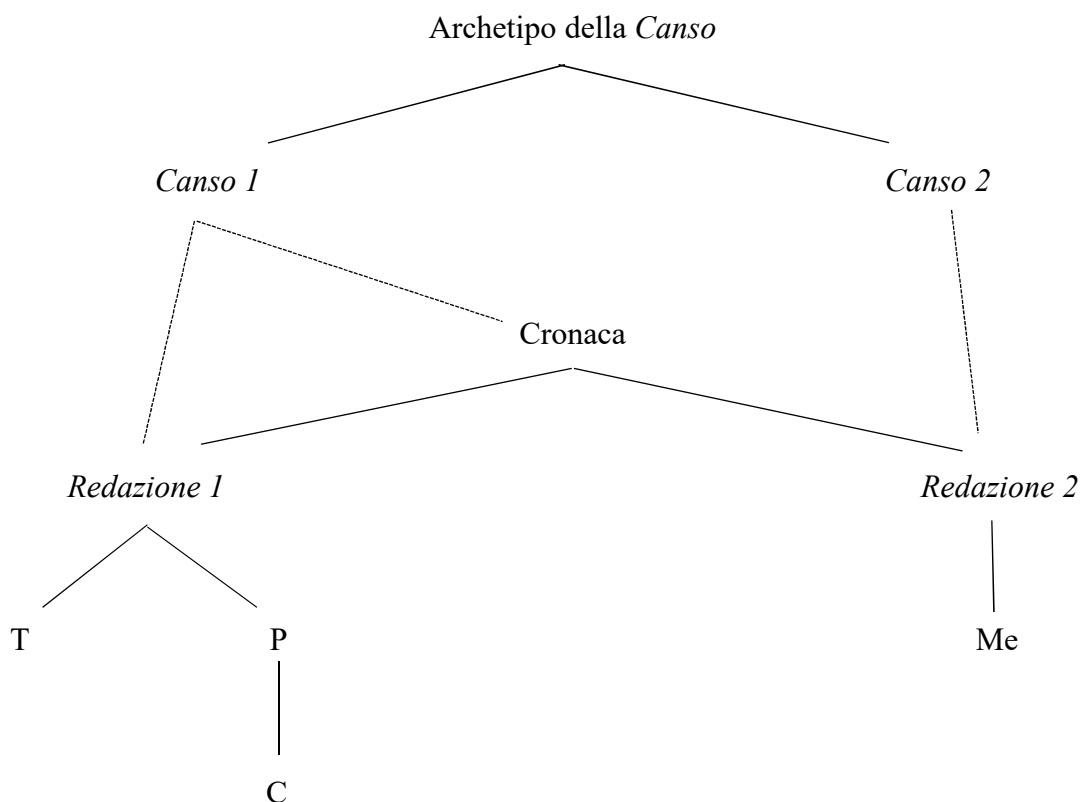 Archetipo della Canso
Canso 1
Canso 2
Cronaca
Redazione 1
Redazione 2
T
P
Me
C